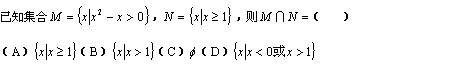 已知集合 M = {x|x² - x > 0}，N = {x|x ≥ 1}，则 M ∩ N =（　　）
（A）{x|x ≥ 1}（B）{x|x > 1}（C）ϕ（D）{x|x < 0或x > 1}